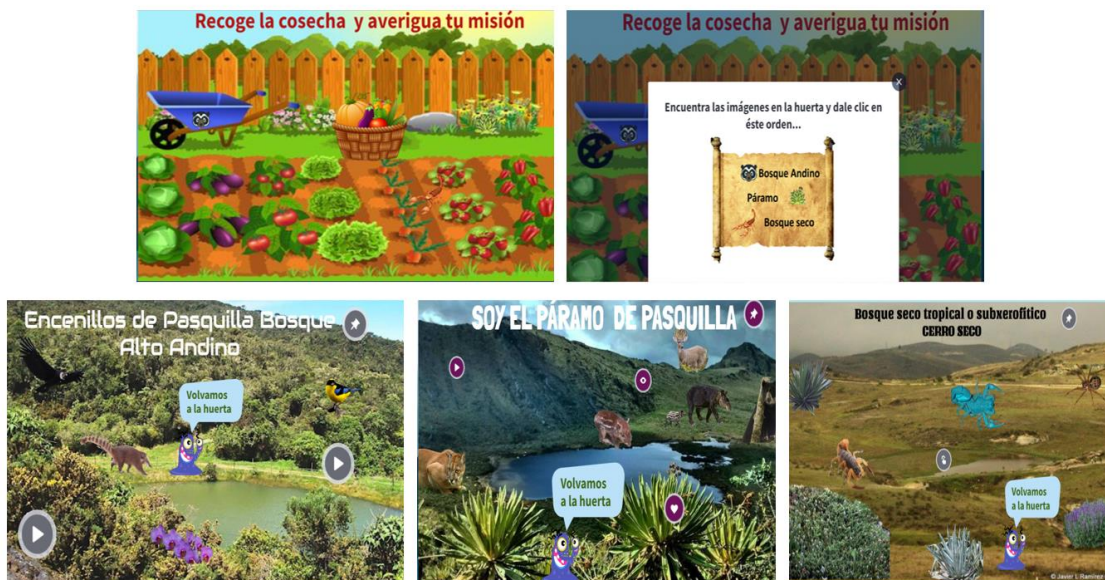 Recoge la cosecha y averigua tu misión
Recoge la cosecha y averigua tu misión
Encuentra las imágenes en la huerta y dale clic en
éste orden...
Bosque Andino
Páramo
Bosque seco
Encenillos de Pasquilla Bosque
Alto Andino
Volvamos
a la huerta
SOY EL PÁRAMO DE PASQUILLA
Volvamos
a la huerta
Bosque seco tropical o subxerofítico
CERRO SECO
Volvamos
a la huerta
© Javier L Ramírez